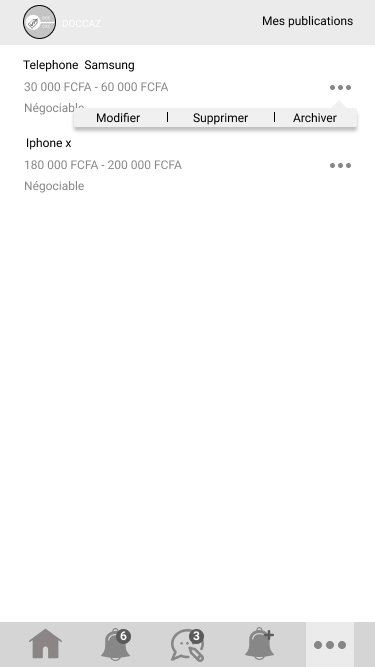 DOCCAZ
Mes publications
Telephone Samsung
30 000 FCFA - 60 000 FCFA
Négociable
Modifier | Supprimer | Archiver
Iphone x
180 000 FCFA - 200 000 FCFA
Négociable
6
3